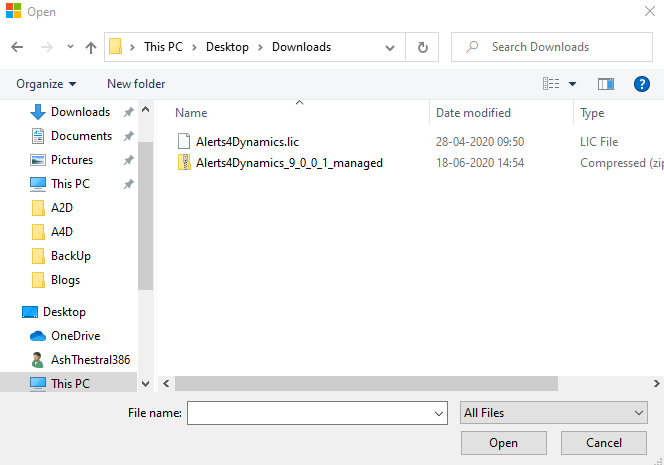 Open
This PC > Desktop > Downloads
Search Downloads
Organize
New folder
Downloads
Documents
Pictures
This PC
A2D
A4D
BackUp
Blogs
Desktop
OneDrive
AshThestral386
This PC
Name
Date modified
Type
Alerts4Dynamics.lic
28-04-2020 09:50
LIC File
Alerts4Dynamics_9_0_0_1_managed
18-06-2020 14:54
Compressed (zip
File name:
All Files
Open
Cancel